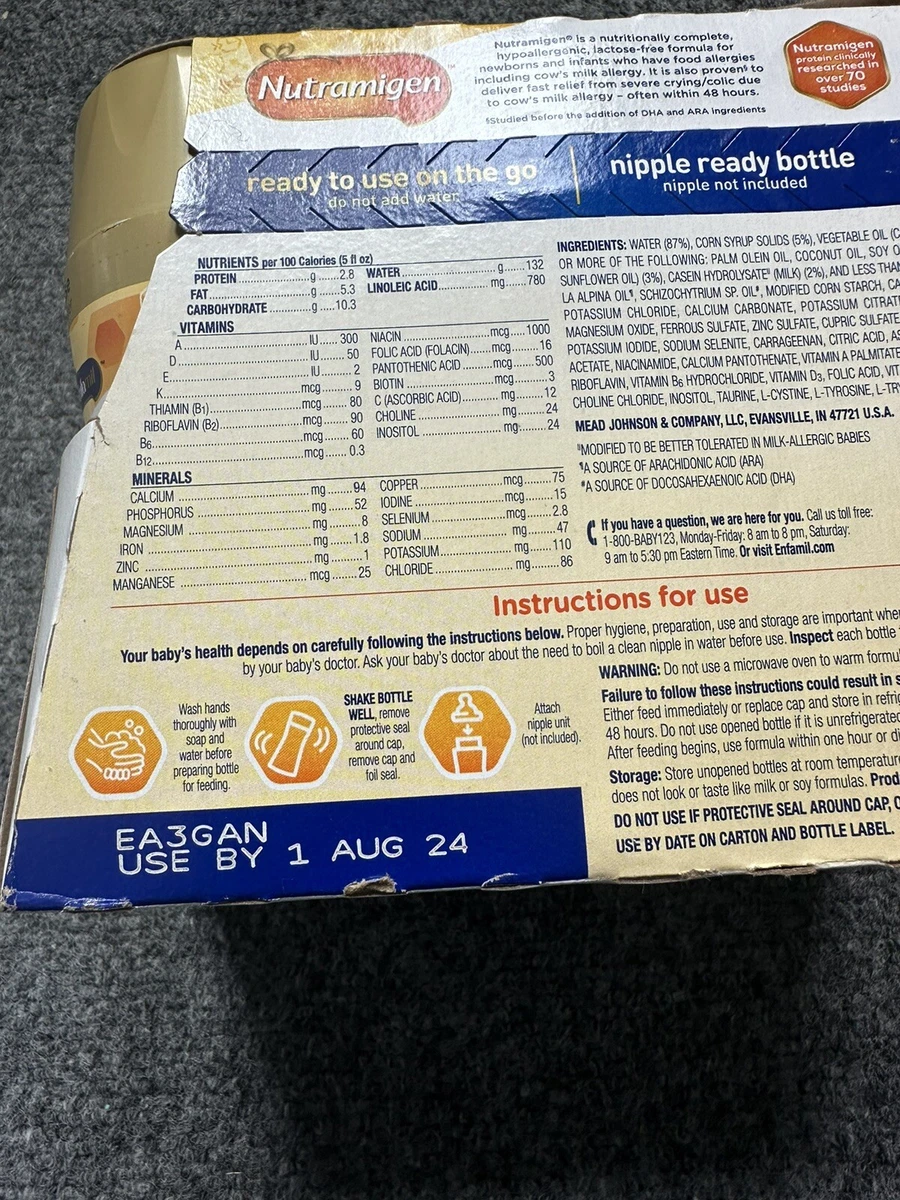 Nutramigen™
Nutramigen® is a nutritionally complete,
hypoallergenic, lactose-free formula for
newborns and infants who have food allergies
including cow's milk allergy. It is also proven§ to
deliver fast relief from severe crying/colic due
to cow's milk allergy – often within 48 hours.
§Studied before the addition of DHA and ARA ingredients
Nutramigen
protein clinically
researched in
over 70
studies
ready to use on the go
do not add water
nipple ready bottle
nipple not included
NUTRIENTS per 100 Calories (5 fl oz)
PROTEIN g 2.8
FAT g 5.3
CARBOHYDRATE g 10.3
WATER g 132
LINOLEIC ACID mg 780
VITAMINS
A IU 300
D IU 50
E IU 2
K mcg 9
THIAMIN (B1) mcg 80
RIBOFLAVIN (B2) mcg 90
B6 mcg 60
B12 mcg 0.3
NIACIN mcg 1000
FOLIC ACID (FOLACIN) mcg 16
PANTOTHENIC ACID mcg 500
BIOTIN mcg 3
C (ASCORBIC ACID) mg 12
CHOLINE mg 24
INOSITOL mg 24
MINERALS
CALCIUM mg 94
PHOSPHORUS mg 52
MAGNESIUM mg 8
IRON mg 1.8
ZINC mg 1
MANGANESE mcg 25
COPPER mcg 75
IODINE mcg 15
SELENIUM mcg 2.8
SODIUM mg 47
POTASSIUM mg 110
CHLORIDE mg 86
INGREDIENTS: WATER (87%), CORN SYRUP SOLIDS (5%), VEGETABLE OIL
OR MORE OF THE FOLLOWING: PALM OLEIN OIL, COCONUT OIL, SOY
SUNFLOWER OIL) (3%), CASEIN HYDROLYSATE (MILK) (2%), AND LESS
LA ALPINA OIL¶, SCHIZOCHYTRIUM SP. OIL#, MODIFIED CORN STARCH,
POTASSIUM CHLORIDE, CALCIUM CARBONATE, POTASSIUM
MAGNESIUM OXIDE, FERROUS SULFATE, ZINC SULFATE, CUPRIC SULFATE
POTASSIUM IODIDE, SODIUM SELENITE, CARRAGEENAN, CITRIC ACID,
ACETATE, NIACINAMIDE, CALCIUM PANTOTHENATE, VITAMIN A PALMITATE
RIBOFLAVIN, VITAMIN B6 HYDROCHLORIDE, VITAMIN D3, FOLIC ACID,
CHOLINE CHLORIDE, INOSITOL, TAURINE, L-CYSTINE, L-TYROSINE,
MEAD JOHNSON & COMPANY, LLC, EVANSVILLE, IN 47721 U.S.A.
MODIFIED TO BE BETTER TOLERATED IN MILK-ALLERGIC BABIES
¶A SOURCE OF ARACHIDONIC ACID (ARA)
#A SOURCE OF DOCOSAHEXAENOIC ACID (DHA)
If you have a question, we are here for you. Call us toll free:
1-800-BABY123, Monday-Friday: 8 am to 8 pm, Saturday:
9 am to 5:30 pm Eastern Time. Or visit Enfamil.com
Instructions for use
Your baby's health depends on carefully following the instructions below. Proper hygiene, preparation, use and storage are important
by your baby's doctor. Ask your baby's doctor about the need to boil a clean nipple in water before use. Inspect each bottle
Wash hands
thoroughly with
soap and
water before
preparing bottle
for feeding.
SHAKE BOTTLE
WELL, remove
protective seal
around cap,
remove cap and
foil seal.
Attach
nipple unit
(not included).
WARNING: Do not use a microwave oven to warm
Failure to follow these instructions could result in
Either feed immediately or replace cap and store in
48 hours. Do not use opened bottle if it is unrefrigerated
After feeding begins, use formula within one hour or
Storage: Store unopened bottles at room temperature
does not look or taste like milk or soy formulas.
DO NOT USE IF PROTECTIVE SEAL AROUND CAP,
USE BY DATE ON CARTON AND BOTTLE LABEL.
EA3GAN
USE BY 1 AUG 24